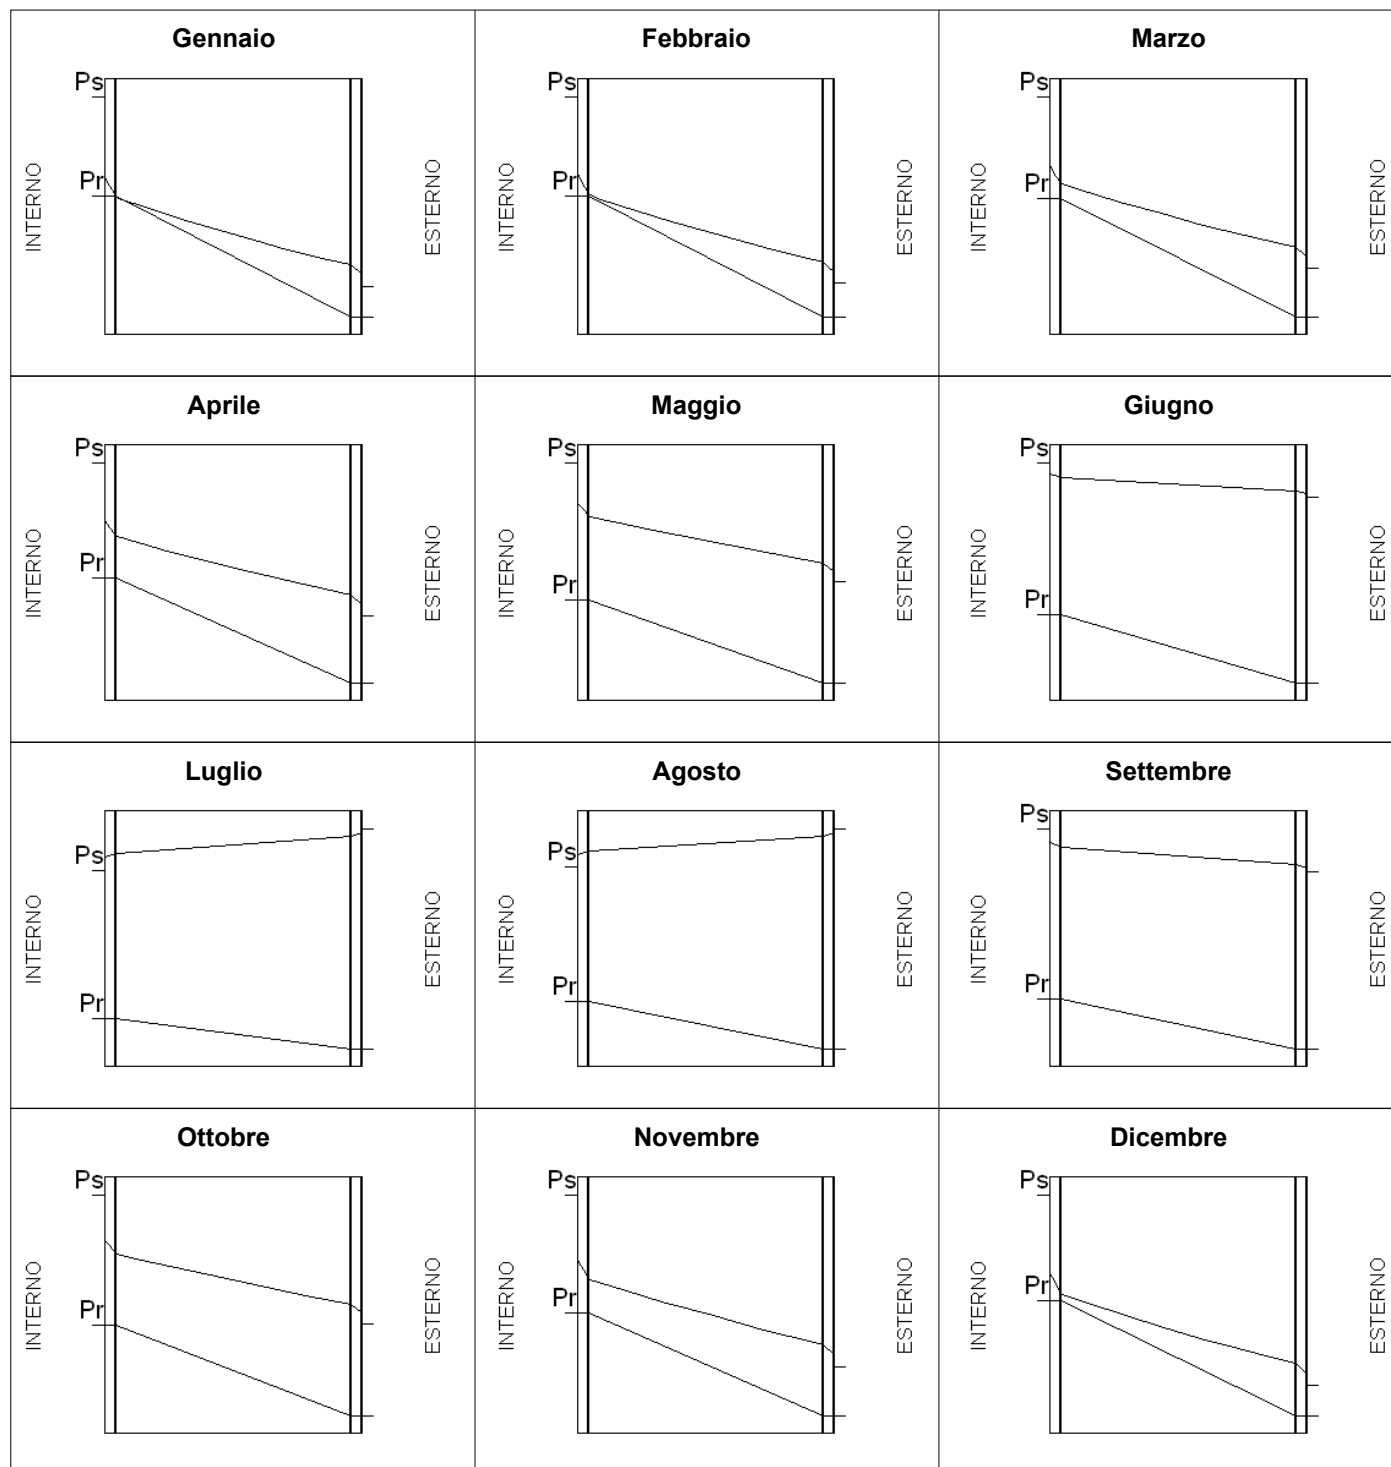 Gennaio
Ps
Pr
INTERNO
ESTERNO
Febbraio
Ps
Pr
INTERNO
ESTERNO
Marzo
Ps
Pr
INTERNO
ESTERNO
Aprile
Ps
Pr
INTERNO
ESTERNO
Maggio
Ps
Pr
INTERNO
ESTERNO
Giugno
Ps
Pr
INTERNO
ESTERNO
Luglio
Ps
Pr
INTERNO
ESTERNO
Agosto
Ps
Pr
INTERNO
ESTERNO
Settembre
Ps
Pr
INTERNO
ESTERNO
Ottobre
Ps
Pr
INTERNO
ESTERNO
Novembre
Ps
Pr
INTERNO
ESTERNO
Dicembre
Ps
Pr
INTERNO
ESTERNO